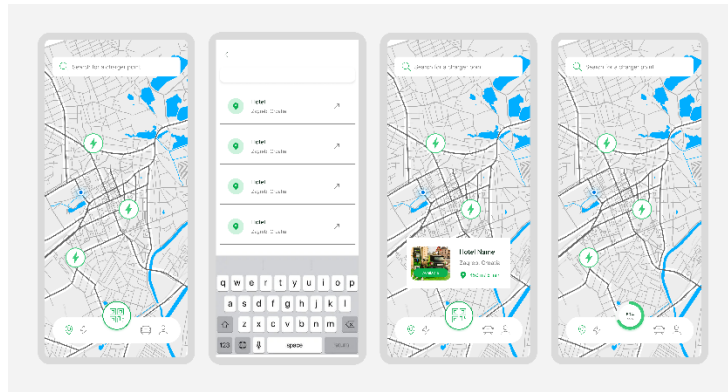 Search for a charger point
Hotel
Zagreb, Croatia
Hotel
Zagreb, Croatia
Hotel
Zagreb, Croatia
Hotel
Zagreb, Croatia
q w e r t y u i o p
a s d f g h j k l
z x c v b n m
123 space return
Search for a charger point
Hotel Name
Zagreb, Croatia
Search for a charger point